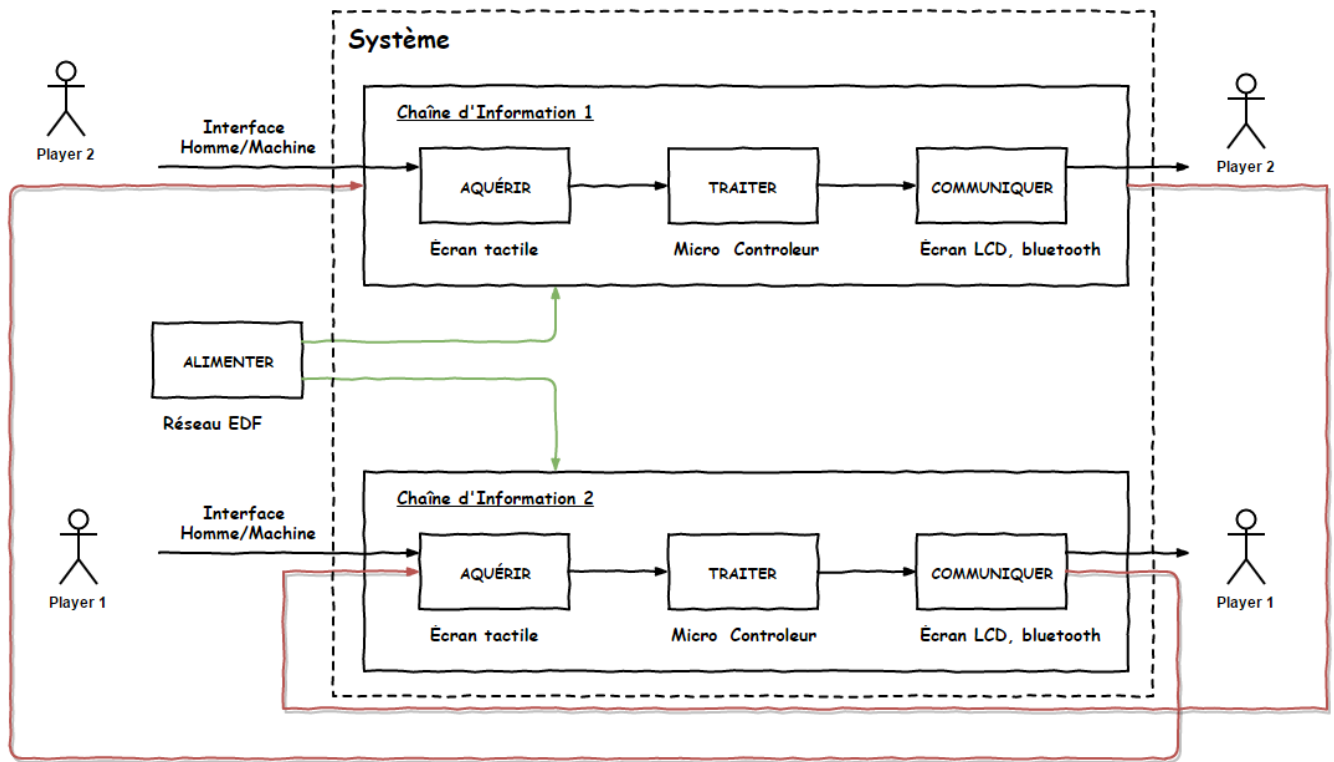 Système
Player 2
Interface
Homme/Machine
Chaîne d'Information 1
AQUÉRIR
TRAITER
COMMUNIQUER
Écran tactile
Micro Controleur
Écran LCD, bluetooth
Player 2
ALIMENTER
Réseau EDF
Player 1
Interface
Homme/Machine
Chaîne d'Information 2
AQUÉRIR
TRAITER
COMMUNIQUER
Écran tactile
Micro Controleur
Écran LCD, bluetooth
Player 1